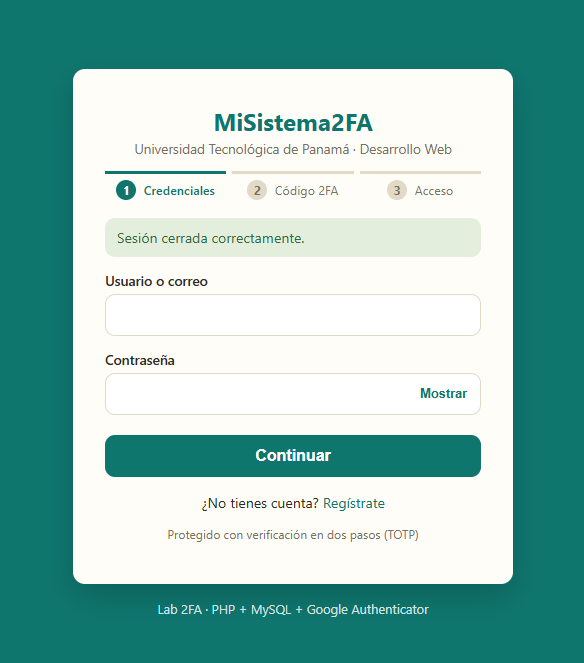 MiSistema2FA
Universidad Tecnológica de Panamá · Desarrollo Web
1 Credenciales 2 Código 2FA 3 Acceso
Sesión cerrada correctamente.
Usuario o correo
Contraseña
Mostrar
Continuar
¿No tienes cuenta? Regístrate
Protegido con verificación en dos pasos (TOTP)
Lab 2FA · PHP + MySQL + Google Authenticator